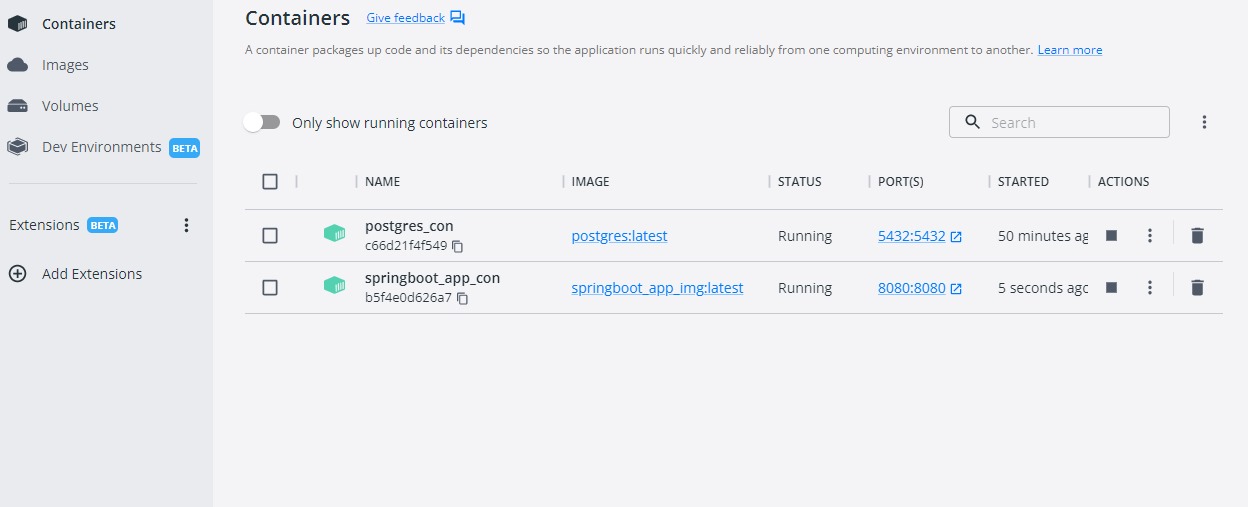 Containers
Images
Volumes
Dev Environments BETA
Extensions BETA
Add Extensions
Containers Give feedback
A container packages up code and its dependencies so the application runs quickly and reliably from one computing environment to another. Learn more
Only show running containers
Search
NAME IMAGE STATUS PORT(S) STARTED ACTIONS
postgres_con
c66d21f4f549
postgres:latest Running 5432:5432 50 minutes ag
springboot_app_con
b5f4e0d626a7
springboot_app_img:latest Running 8080:8080 5 seconds agc